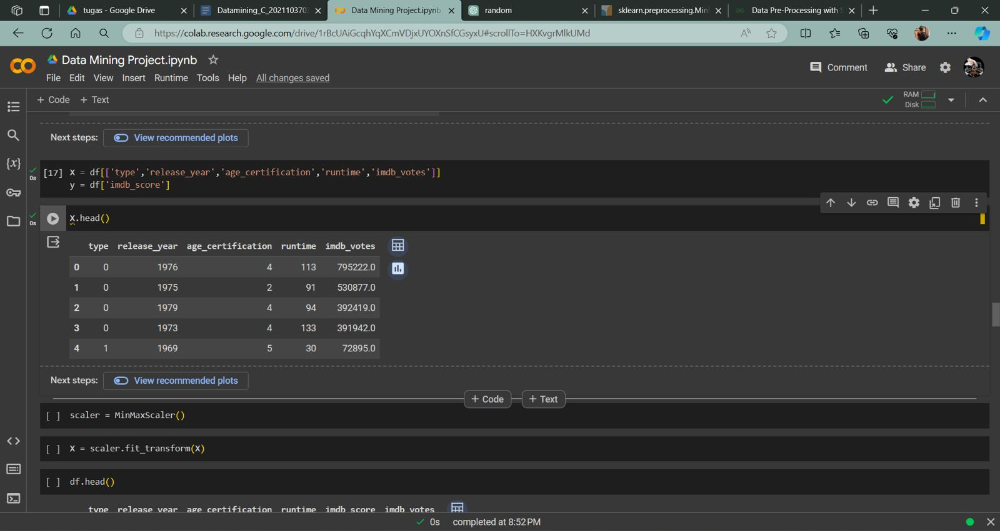 tugas - Google Drive
Datamining_C_202110370
Data Mining Project.ipynb
random
sklearn.preprocessing.Min
Data Pre-Processing with S
https://colab.research.google.com/drive/1rBcUAiGcqhYqXCmVDjxUYOXnSfCGsyxU#scrollTo=HXKvgrMlkUMd
Data Mining Project.ipynb
Comment
Share
File Edit View Insert Runtime Tools Help All changes saved
+ Code + Text
RAM
Disk
Next steps: View recommended plots
[17] X = df[['type','release_year','age_certification','runtime','imdb_votes']]
0s
y = df['imdb_score']
X.head()
0s
type release_year age_certification runtime imdb_votes
0 0 1976 4 113 795222.0
1 0 1975 2 91 530877.0
2 0 1979 4 94 392419.0
3 0 1973 4 133 391942.0
4 1 1969 5 30 72895.0
Next steps: View recommended plots
+ Code + Text
[ ] scaler = MinMaxScaler()
[ ] X = scaler.fit_transform(X)
[ ] df.head()
type release_year age_certification runtime imdb_score imdb_votes
0s completed at 8:52 PM